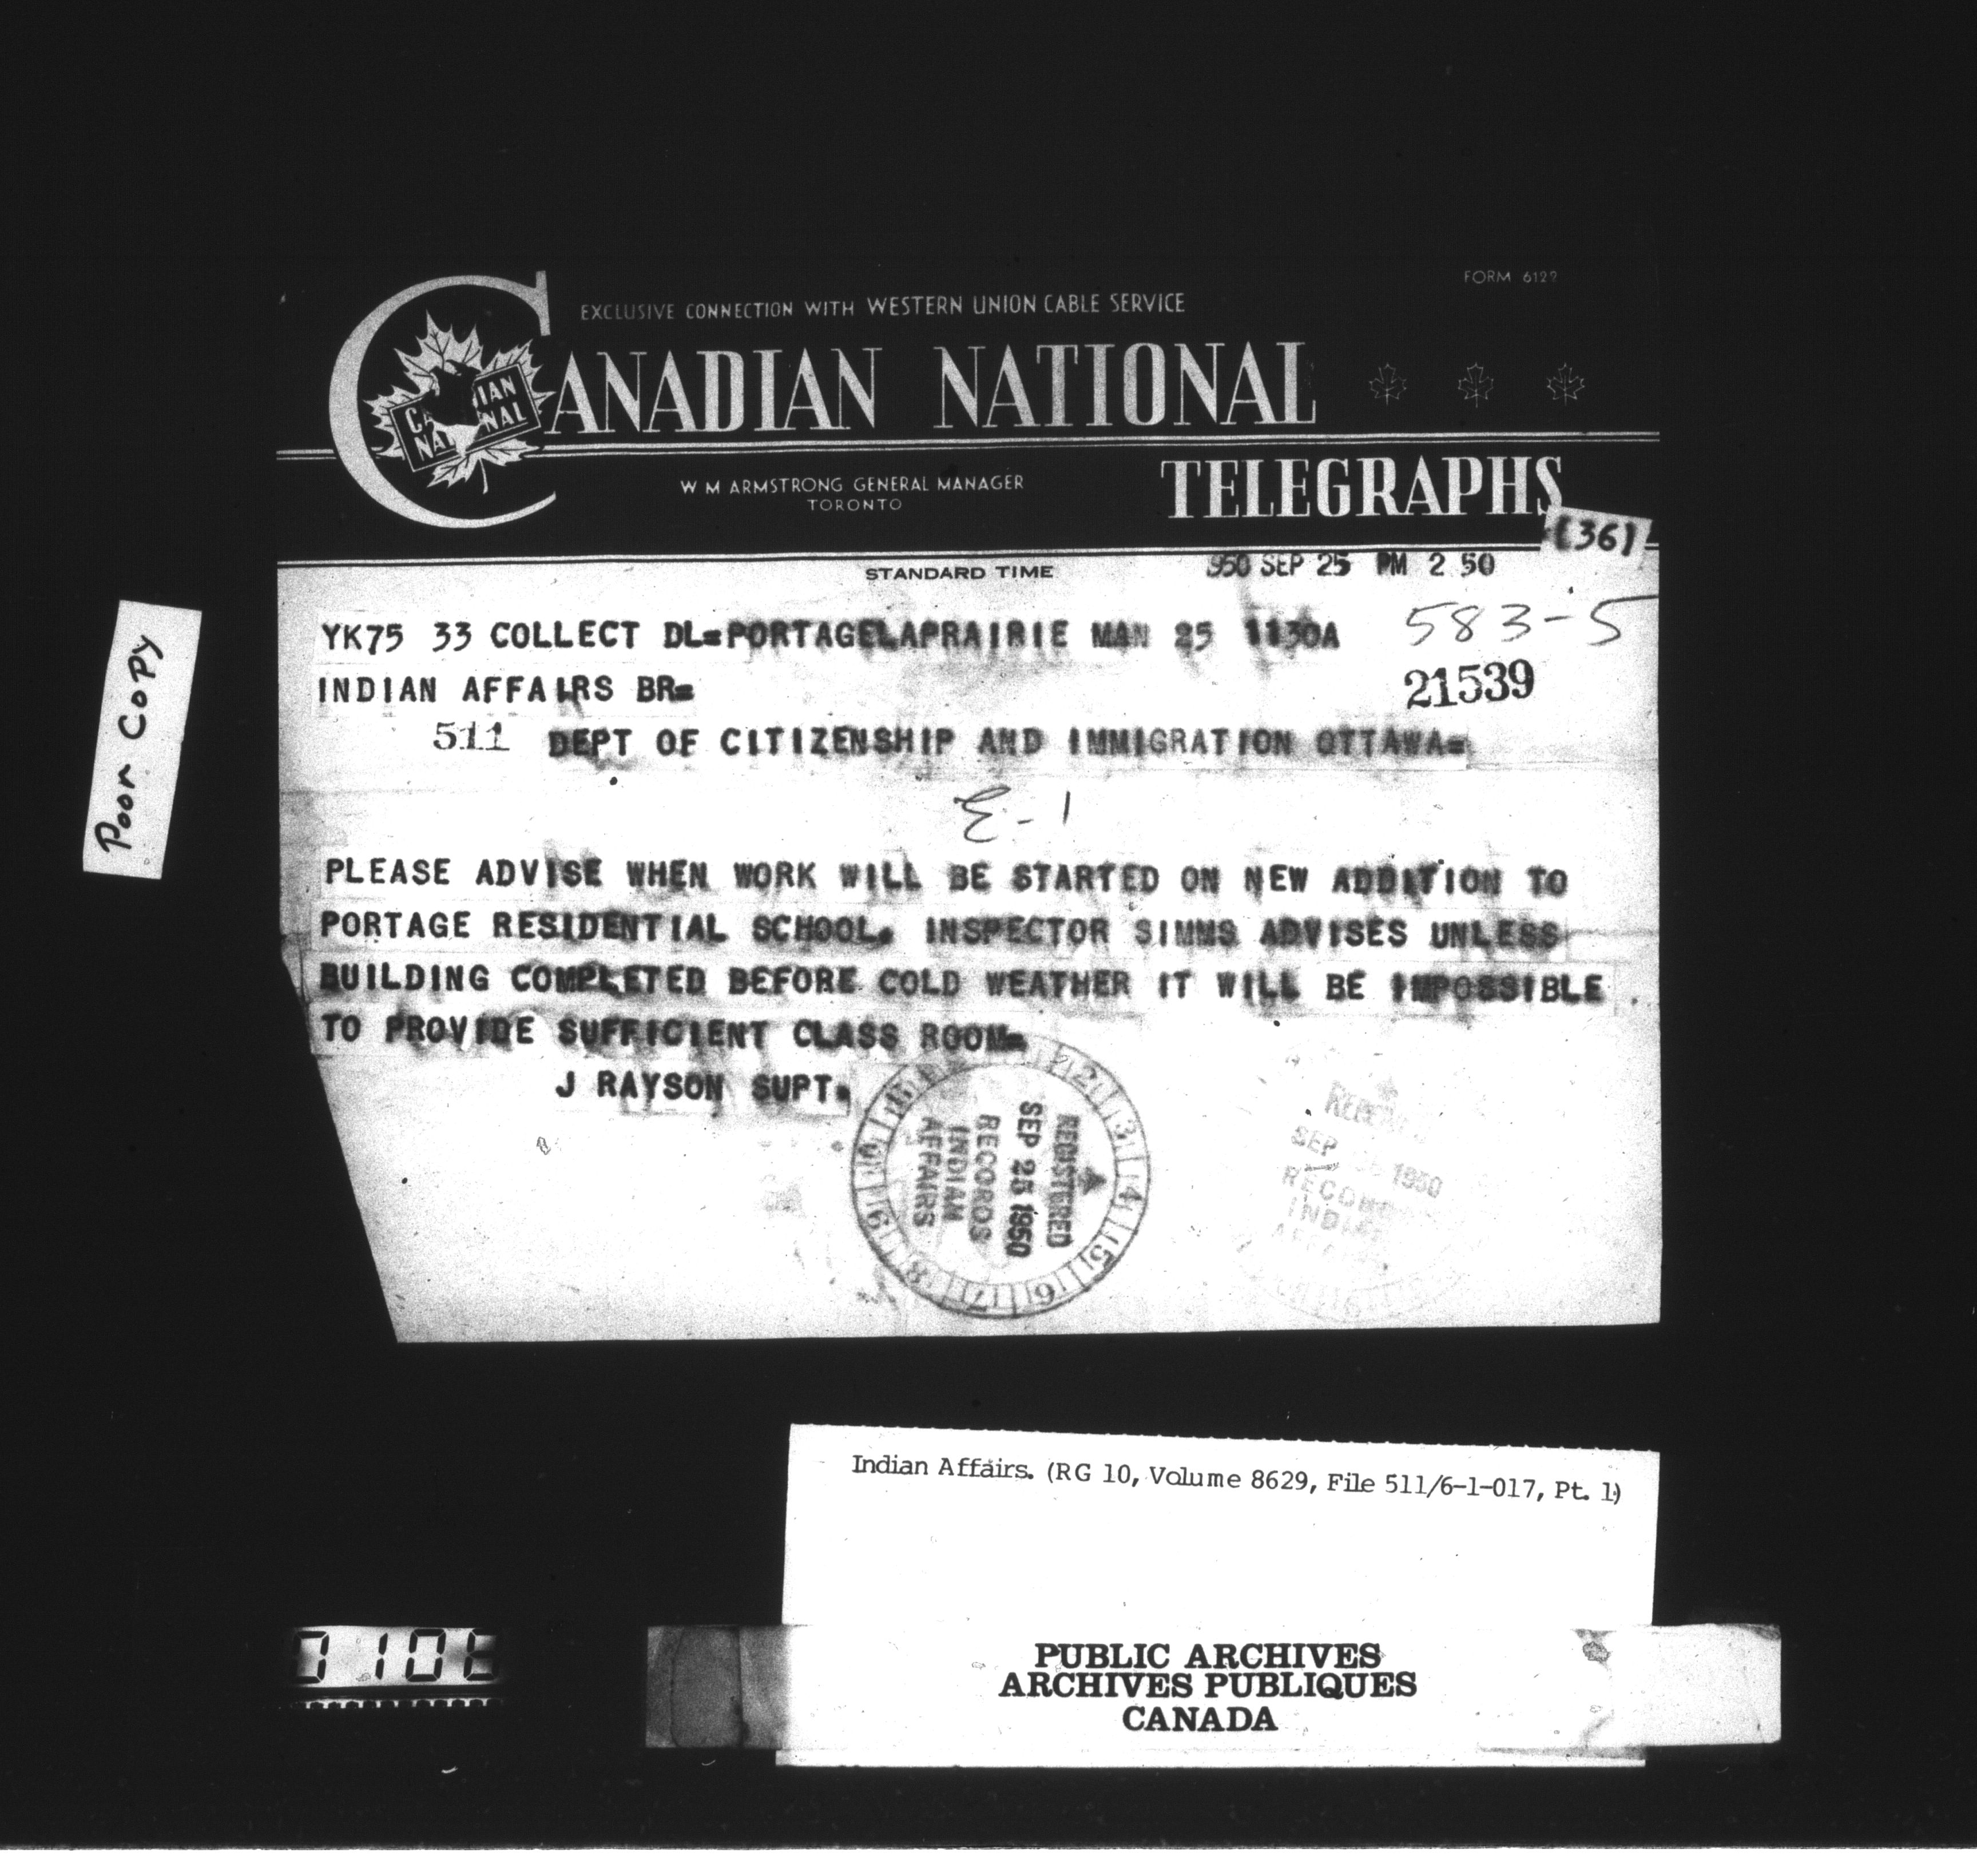 FORM 6122
EXCLUSIVE CONNECTION WITH WESTERN UNION CABLE SERVICE
CANADIAN NATIONAL
TELEGRAPHS
W M ARMSTRONG GENERAL MANAGER
TORONTO
(36)
STANDARD TIME
950 SEP 25 PM 2 50
YK75 33 COLLECT DL=PORTAGELAPRAIRIE MAN 25 1130A
583-5
INDIAN AFFAIRS BR=
21539
511 DEPT OF CITIZENSHIP AND IMMIGRATION OTTAWA=
E-1
Poor Copy
PLEASE ADVISE WHEN WORK WILL BE STARTED ON NEW ADDITION TO
PORTAGE RESIDENTIAL SCHOOL. INSPECTOR SIMMS ADVISES UNLESS
BUILDING COMPLETED BEFORE COLD WEATHER IT WILL BE IMPOSSIBLE
TO PROVIDE SUFFICIENT CLASS ROOM=
J RAYSON SUPT.
REGISTERED
SEP 25 1950
RECORDS
INDIAN
AFFAIRS
SEP 1950
Indian Affairs. (RG 10, Volume 8629, File 511/6-1-017, Pt. 1)
PUBLIC ARCHIVES
ARCHIVES PUBLIQUES
CANADA